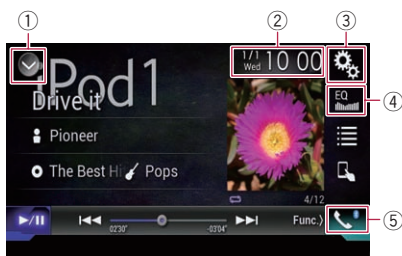 ① ② ③
iPod1
1/1
Wed 10 00
Drive it
EQ
④
Pioneer
The Best Hi Pops
4/12
02'30" -03'04" Func. ⑤